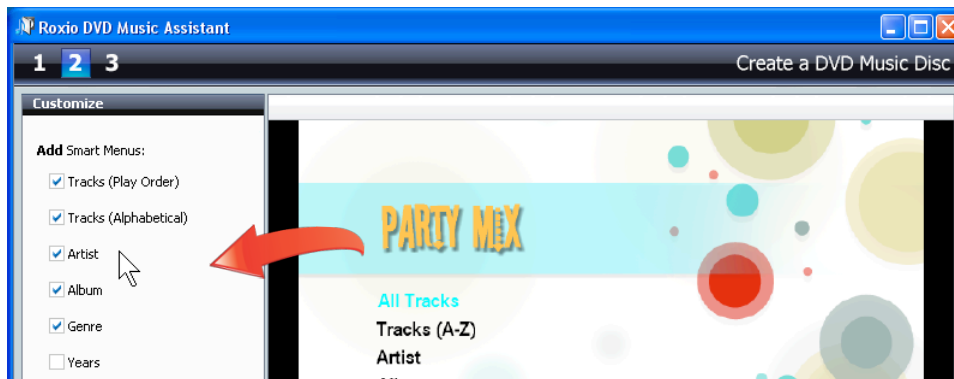 Roxio DVD Music Assistant
1 2 3
Create a DVD Music Disc
Customize
Add Smart Menus:
Tracks (Play Order)
Tracks (Alphabetical)
Artist
Album
Genre
Years
PARTY MIX
All Tracks
Tracks (A-Z)
Artist